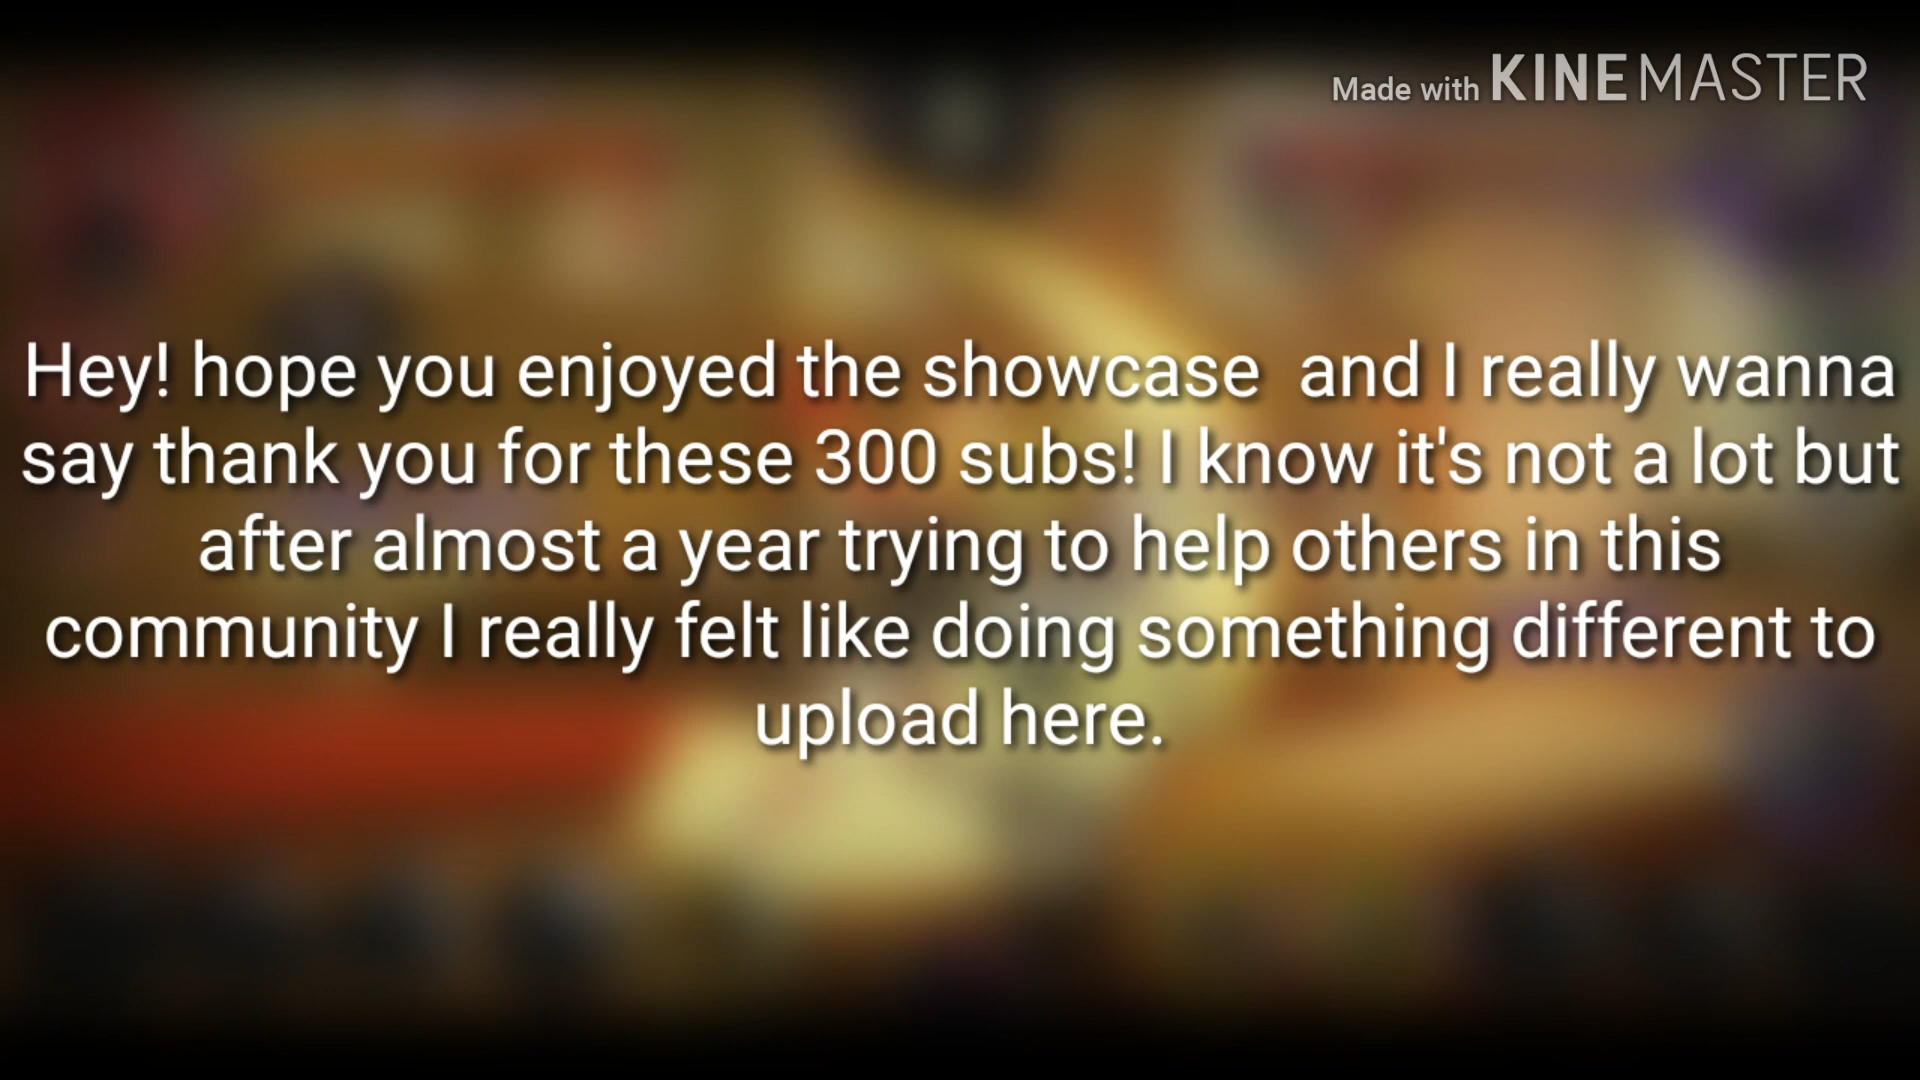 Made with KINEMASTER
Hey! hope you enjoyed the showcase  and I really wanna
say thank you for these 300 subs! I know it's not a lot but
after almost a year trying to help others in this
community I really felt like doing something different to
upload here.